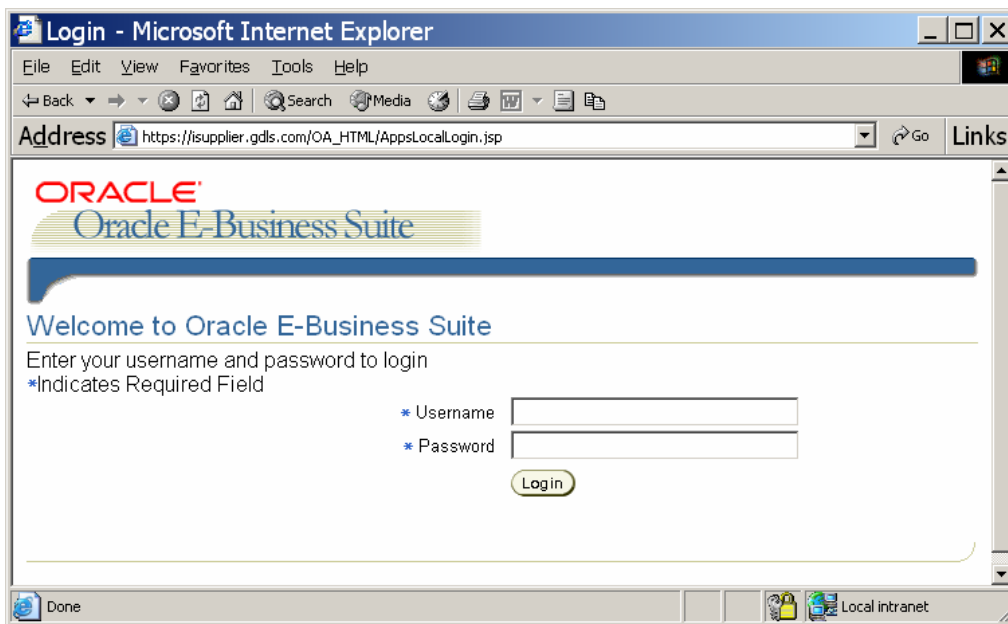 Login - Microsoft Internet Explorer
File Edit View Favorites Tools Help
Back Search Media W
Address https://isupplier.gdls.com/OA_HTML/AppsLocalLogin.jsp Go Links
ORACLE
Oracle E-Business Suite
Welcome to Oracle E-Business Suite
Enter your username and password to login
*Indicates Required Field
* Username
* Password
Login
Done Local intranet